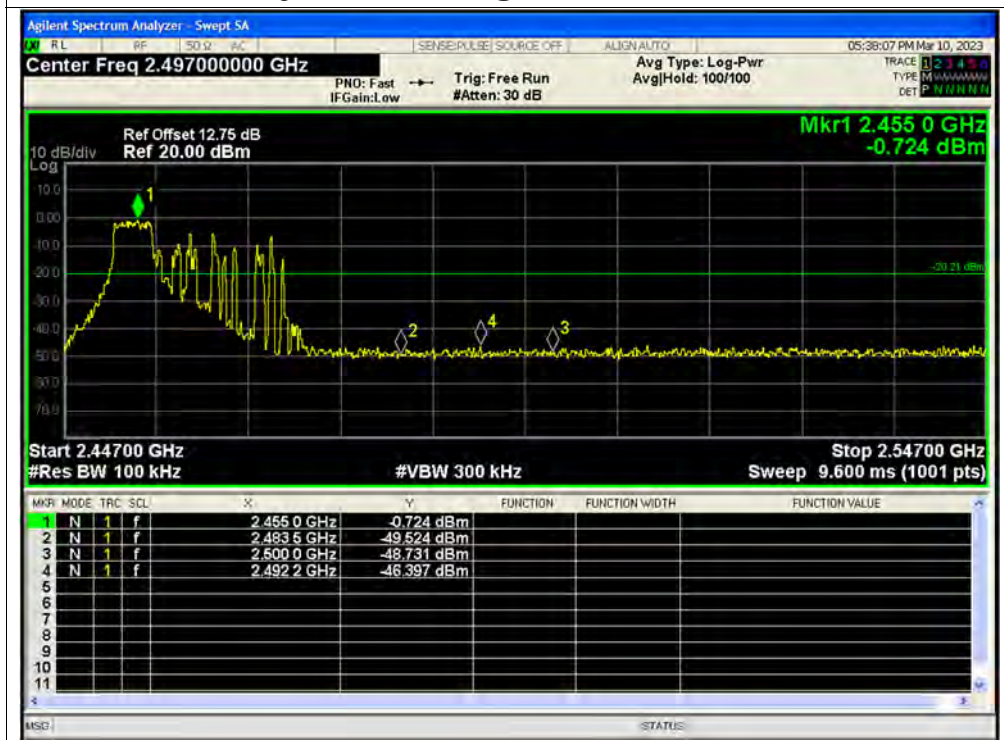 Agilent Spectrum Analyzer - Swept SA
RL RF 50 Ω AC SENSE:PULSE SOURCE OFF ALIGN AUTO 05:38:07 PM Mar 10, 2023
Center Freq 2.497000000 GHz
PNO: Fast
IFGain:Low
Trig: Free Run
#Atten: 30 dB
Avg Type: Log-Pwr
Avg|Hold: 100/100
TRACE 1 2 3 4 5 6
TYPE M
DET P N N N N N
Mkr1 2.455 0 GHz
-0.724 dBm
Ref Offset 12.75 dB
10 dB/div Ref 20.00 dBm
Log
10.0
0.00
-10.0
-20.0
-30.0
-40.0
-50.0
-60.0
-70.0
1
2
4
3
-20.21 dBm
Start 2.44700 GHz Stop 2.54700 GHz
#Res BW 100 kHz #VBW 300 kHz Sweep 9.600 ms (1001 pts)
MKR MODE TRC SCL X Y FUNCTION FUNCTION WIDTH FUNCTION VALUE
1 N 1 f 2.455 0 GHz -0.724 dBm
2 N 1 f 2.483 5 GHz -49.524 dBm
3 N 1 f 2.500 0 GHz -48.731 dBm
4 N 1 f 2.492 2 GHz -46.397 dBm
5
6
7
8
9
10
11
MSG STATUS